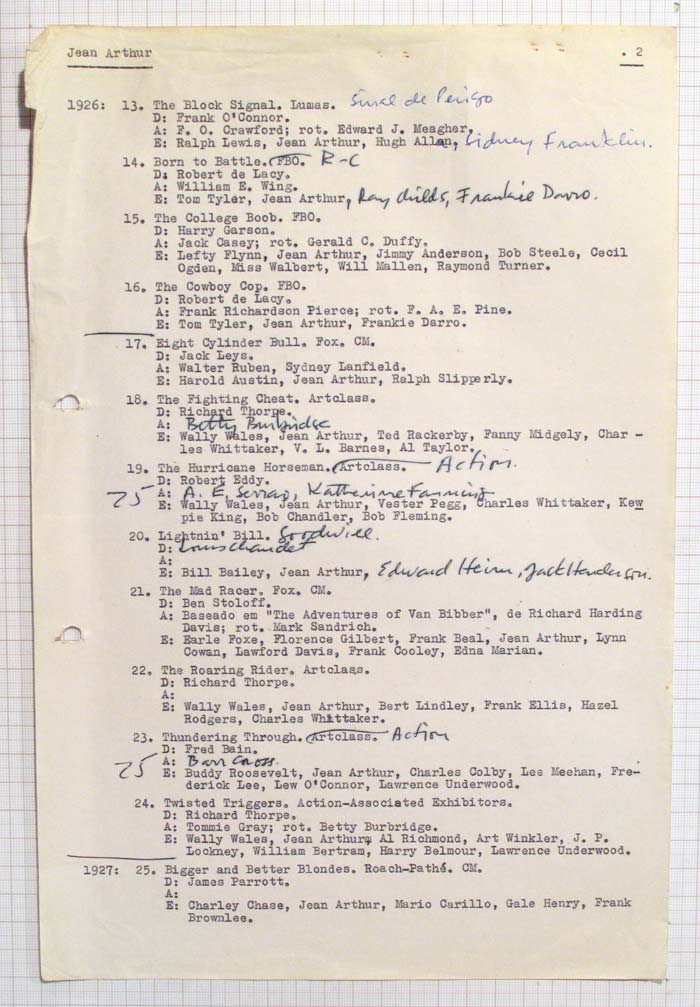 Jean Arthur . 2
1926: 13. The Block Signal. Lumas. Sinal de Perigo
D: Frank O'Connor.
A: F. O. Crawford; rot. Edward J. Meagher.
E: Ralph Lewis, Jean Arthur, Hugh Allan, Sidney Franklin.
14. Born to Battle. FBO. R-C
D: Robert de Lacy.
A: William E. Wing.
E: Tom Tyler, Jean Arthur, Ray Childs, Frankie Darro.
15. The College Boob. FBO.
D: Harry Garson.
A: Jack Casey; rot. Gerald C. Duffy.
E: Lefty Flynn, Jean Arthur, Jimmy Anderson, Bob Steele, Cecil
Ogden, Miss Walbert, Will Mallen, Raymond Turner.
16. The Cowboy Cop. FBO.
D: Robert de Lacy.
A: Frank Richardson Pierce; rot. F. A. E. Pine.
E: Tom Tyler, Jean Arthur, Frankie Darro.
17. Eight Cylinder Bull. Fox. CM.
D: Jack Leys.
A: Walter Ruben, Sydney Lanfield.
E: Harold Austin, Jean Arthur, Ralph Slipperly.
18. The Fighting Cheat. Artclass.
D: Richard Thorpe.
A: Betty Burbridge
E: Wally Wales, Jean Arthur, Ted Rackerby, Fanny Midgely, Char -
les Whittaker, V. L. Barnes, Al Taylor.
19. The Hurricane Horseman. Artclass. Action.
D: Robert Eddy.
25 A: A. E. Serrao, Katherine Fanning
E: Wally Wales, Jean Arthur, Vester Pegg, Charles Whittaker, Kew
pie King, Bob Chandler, Bob Fleming.
20. Lightnin' Bill. Goodwill.
D: Louis Chaudet
A:
E: Bill Bailey, Jean Arthur, Edward Heim, Jack Henderson.
21. The Mad Racer. Fox. CM.
D: Ben Stoloff.
A: Baseado em "The Adventures of Van Bibber", de Richard Harding
Davis; rot. Mark Sandrich.
E: Earle Foxe, Florence Gilbert, Frank Beal, Jean Arthur, Lynn
Cowan, Lawford Davis, Frank Cooley, Edna Marian.
22. The Roaring Rider. Artclass.
D: Richard Thorpe.
A:
E: Wally Wales, Jean Arthur, Bert Lindley, Frank Ellis, Hazel
Rodgers, Charles Whittaker.
23. Thundering Through. Artclass. Action
D: Fred Bain.
25 A: Barr Cross.
E: Buddy Roosevelt, Jean Arthur, Charles Colby, Lee Meehan, Fre-
derick Lee, Lew O'Connor, Lawrence Underwood.
24. Twisted Triggers. Action-Associated Exhibitors.
D: Richard Thorpe.
A: Tommie Gray; rot. Betty Burbridge.
E: Wally Wales, Jean Arthur, Al Richmond, Art Winkler, J. P.
Lockney, William Bertram, Harry Belmour, Lawrence Underwood.
1927: 25. Bigger and Better Blondes. Roach-Pathé. CM.
D: James Parrott.
A:
E: Charley Chase, Jean Arthur, Mario Carillo, Gale Henry, Frank
Brownlee.